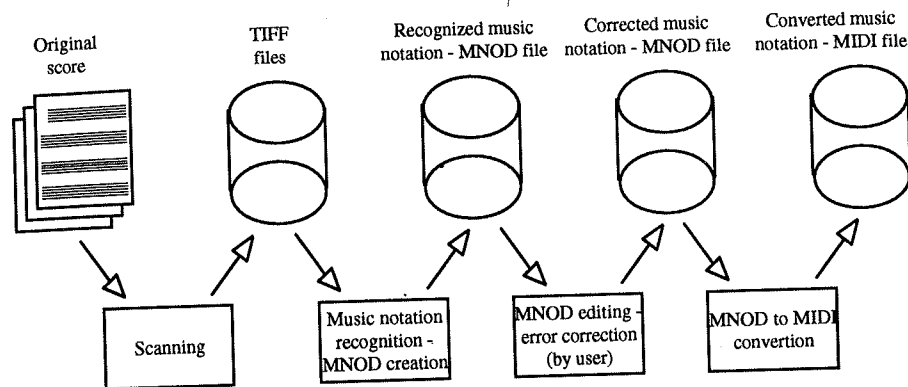 Original
score
TIFF
files
Recognized music
notation - MNOD file
Corrected music
notation - MNOD file
Converted music
notation - MIDI file
Scanning
Music notation
recognition -
MNOD creation
MNOD editing -
error correction
(by user)
MNOD to MIDI
convertion